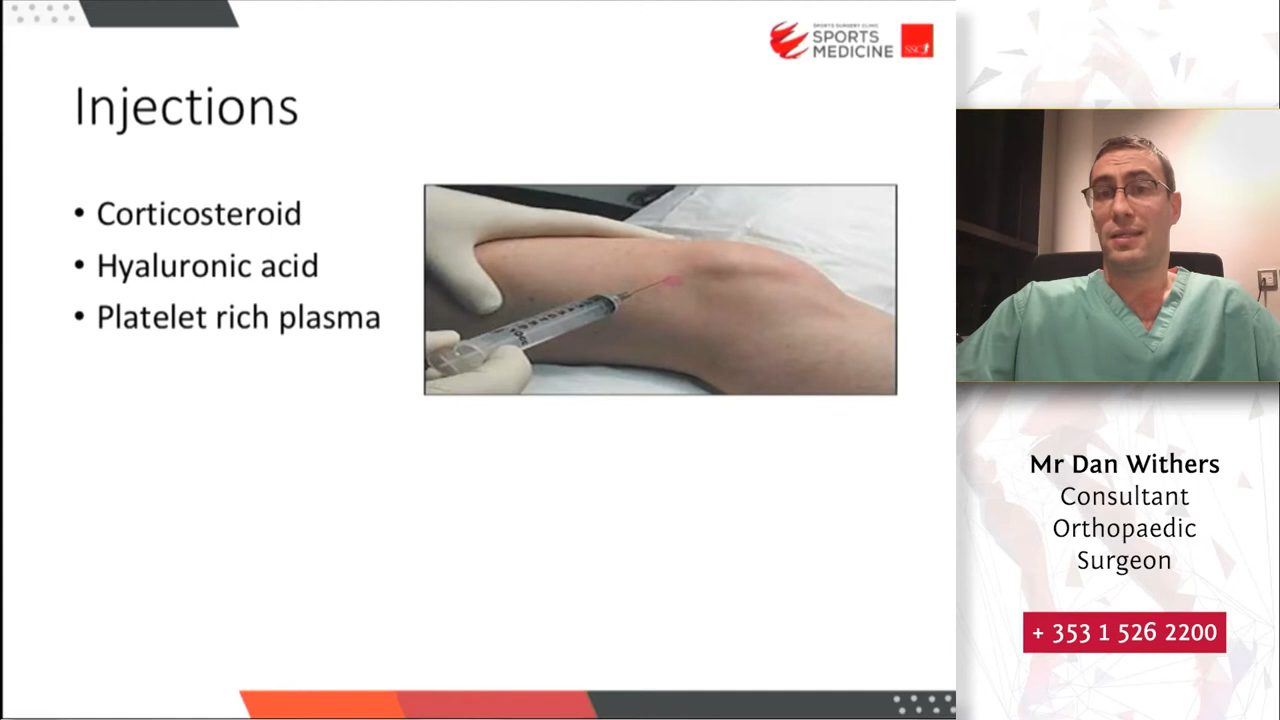 SPORTS SURGERY CLINIC
SPORTS
MEDICINE
SSC
Injections
• Corticosteroid
• Hyaluronic acid
• Platelet rich plasma
Mr Dan Withers
Consultant
Orthopaedic
Surgeon
+ 353 1 526 2200